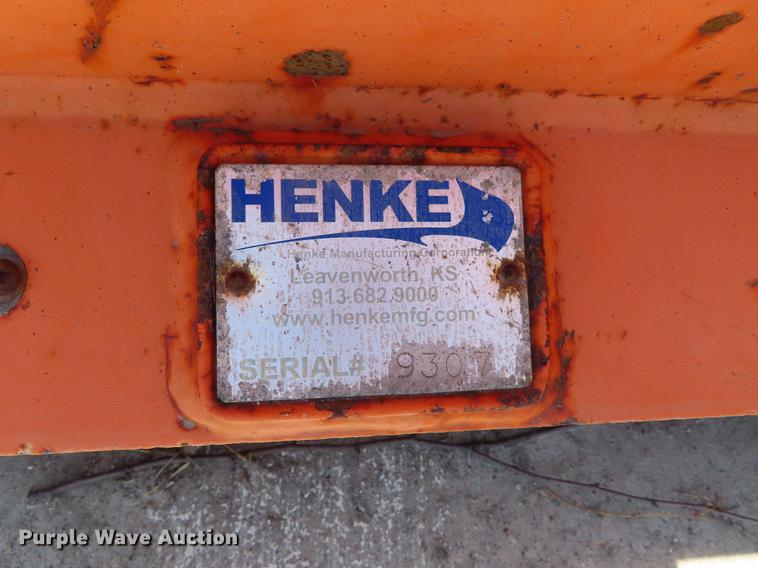 HENKE
Henke Manufacturing Corporation
Leavenworth, KS
913.682.9000
www.henkemfg.com
SERIAL# 9307
Purple Wave Auction